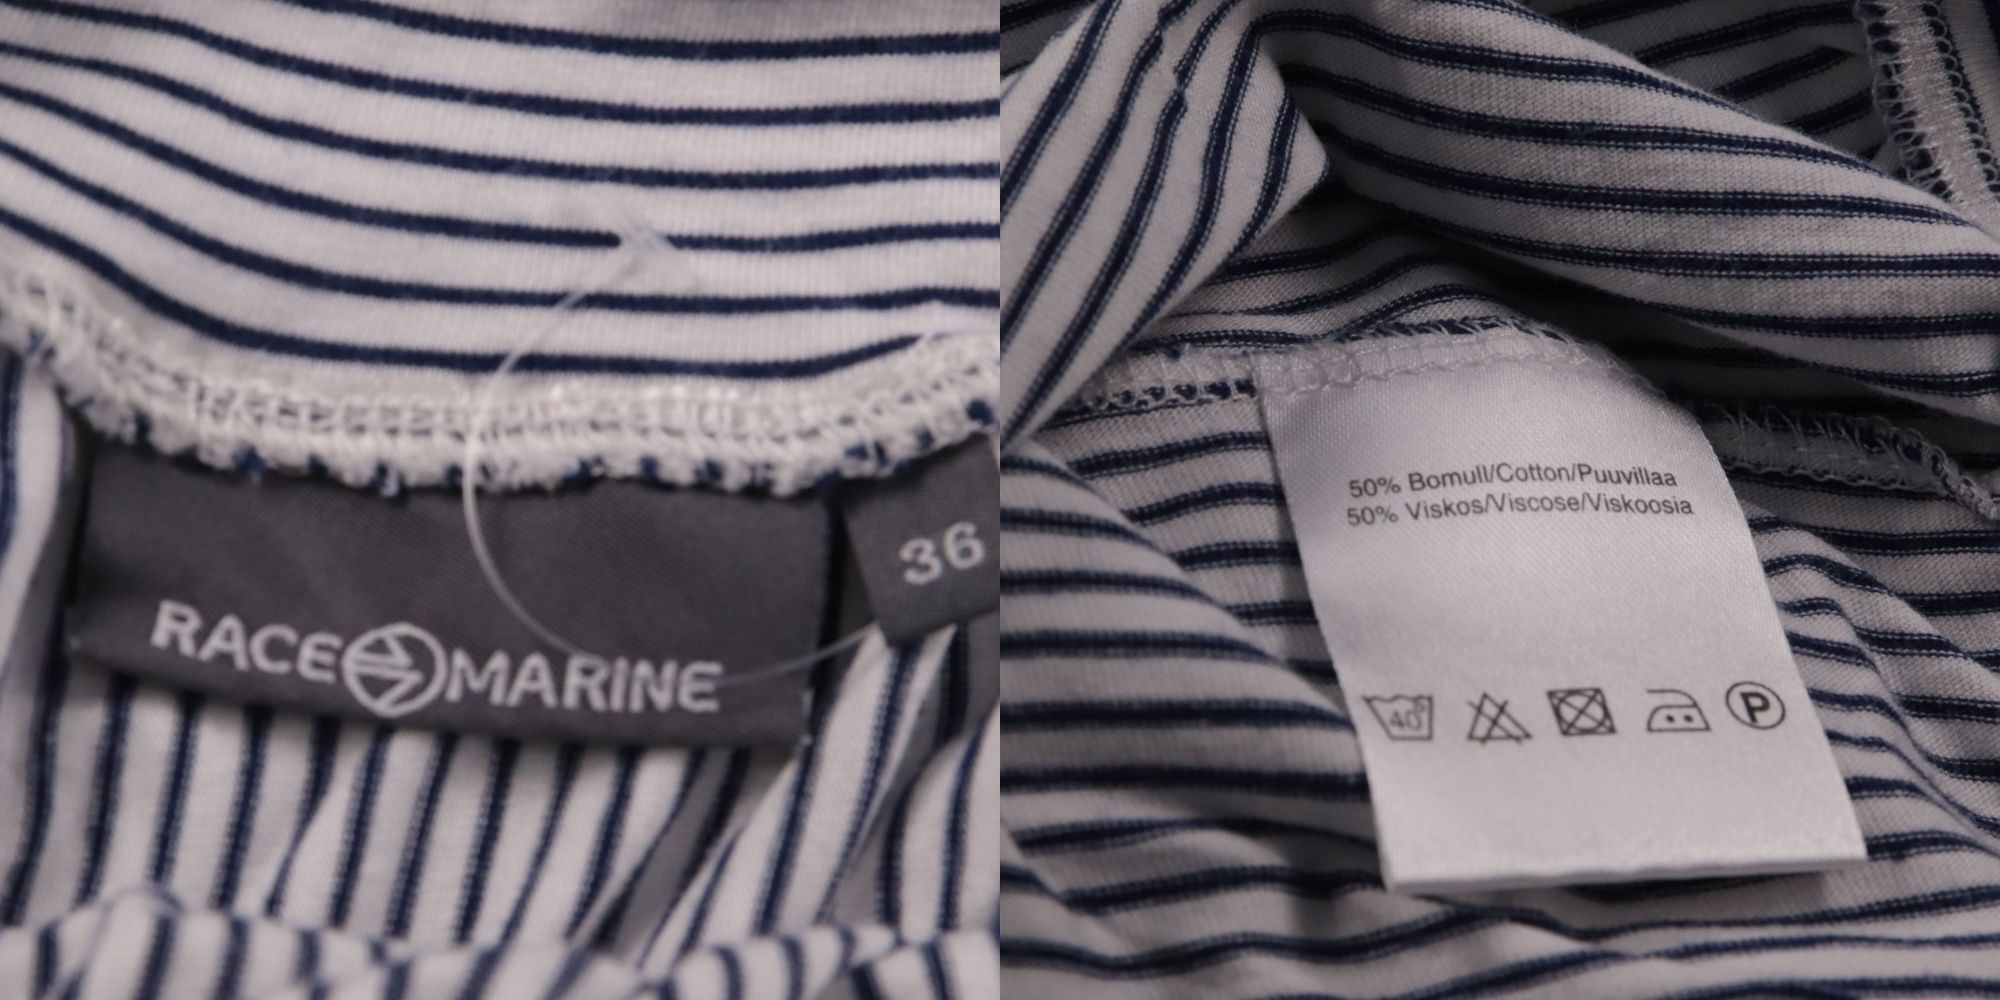 RACE MARINE
36
50% Bomull/Cotton/Puuvillaa
50% Viskos/Viscose/Viskoosia
40°
P